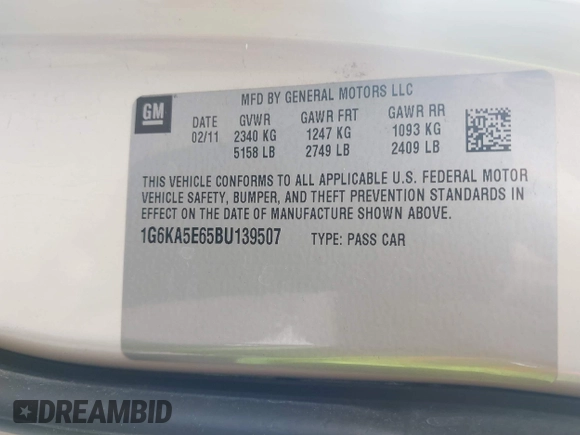 MFD BY GENERAL MOTORS LLC
GM
DATE GVWR GAWR FRT GAWR RR
02/11 2340 KG 1247 KG 1093 KG
5158 LB 2749 LB 2409 LB
THIS VEHICLE CONFORMS TO ALL APPLICABLE U.S. FEDERAL MOTOR
VEHICLE SAFETY, BUMPER, AND THEFT PREVENTION STANDARDS IN
EFFECT ON THE DATE OF MANUFACTURE SHOWN ABOVE.
1G6KA5E65BU139507 TYPE: PASS CAR
DREAMBID